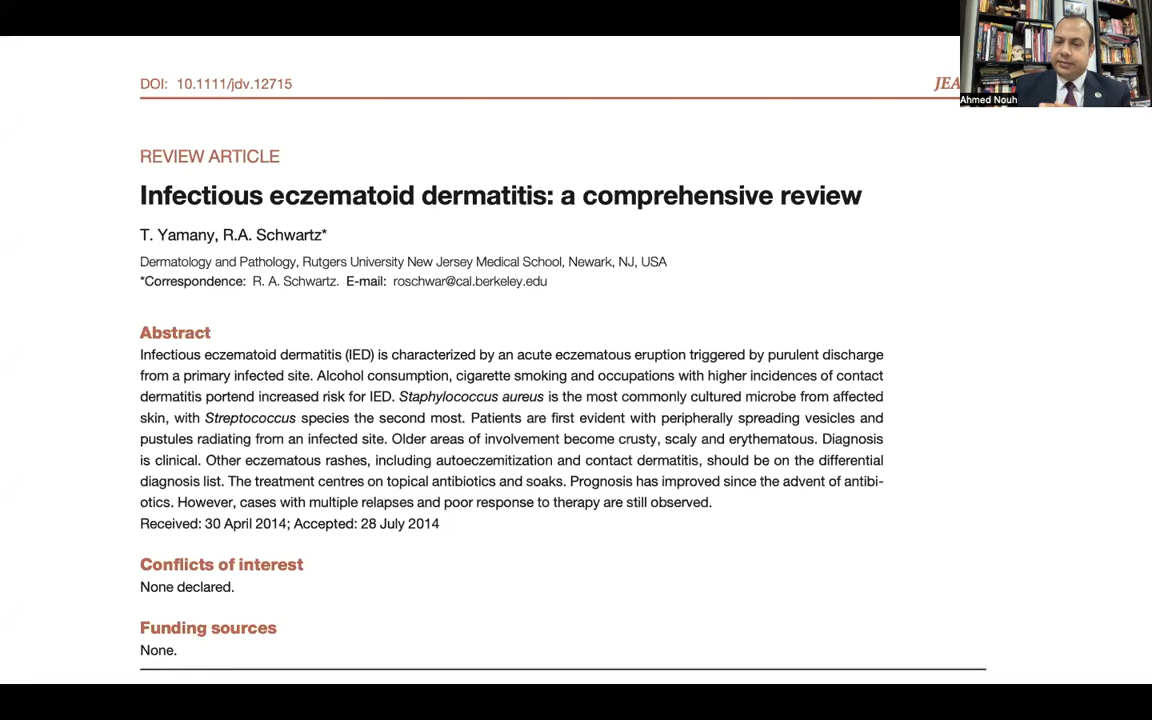 DOI: 10.1111/jdv.12715
JEA
Ahmed Nouh
REVIEW ARTICLE
Infectious eczematoid dermatitis: a comprehensive review
T. Yamany, R.A. Schwartz*
Dermatology and Pathology, Rutgers University New Jersey Medical School, Newark, NJ, USA
*Correspondence: R. A. Schwartz. E-mail: roschwar@cal.berkeley.edu
Abstract
Infectious eczematoid dermatitis (IED) is characterized by an acute eczematous eruption triggered by purulent discharge
from a primary infected site. Alcohol consumption, cigarette smoking and occupations with higher incidences of contact
dermatitis portend increased risk for IED. Staphylococcus aureus is the most commonly cultured microbe from affected
skin, with Streptococcus species the second most. Patients are first evident with peripherally spreading vesicles and
pustules radiating from an infected site. Older areas of involvement become crusty, scaly and erythematous. Diagnosis
is clinical. Other eczematous rashes, including autoeczemitization and contact dermatitis, should be on the differential
diagnosis list. The treatment centres on topical antibiotics and soaks. Prognosis has improved since the advent of antibi-
otics. However, cases with multiple relapses and poor response to therapy are still observed.
Received: 30 April 2014; Accepted: 28 July 2014
Conflicts of interest
None declared.
Funding sources
None.